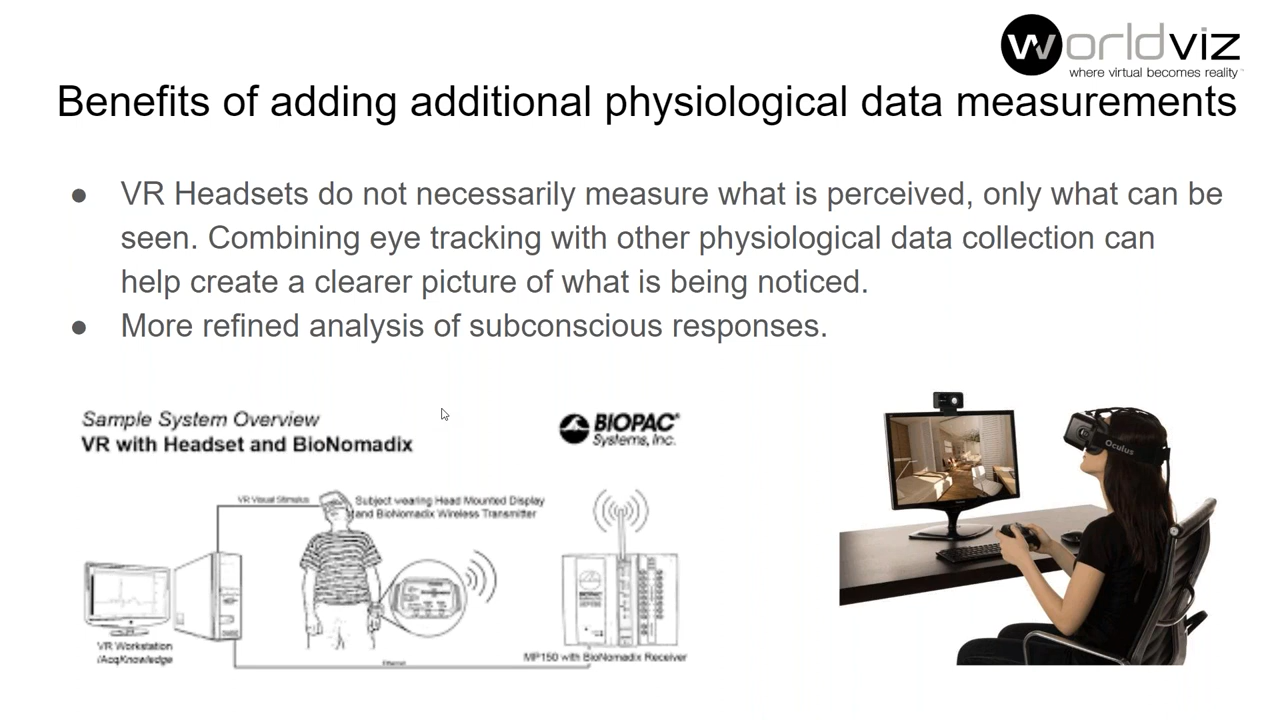 worldviz
where virtual becomes reality
Benefits of adding additional physiological data measurements
● VR Headsets do not necessarily measure what is perceived, only what can be
seen. Combining eye tracking with other physiological data collection can
help create a clearer picture of what is being noticed.
● More refined analysis of subconscious responses.
Sample System Overview
VR with Headset and BioNomadix
BIOPAC
Systems, Inc.
VR Visual Stimulus
Subject wearing Head Mounted Display
and BioNomadix Wireless Transmitter
VR Workstation
/AcqKnowledge
Ethernet
MP150 with BioNomadix Receiver
BIOPAC
Oculus